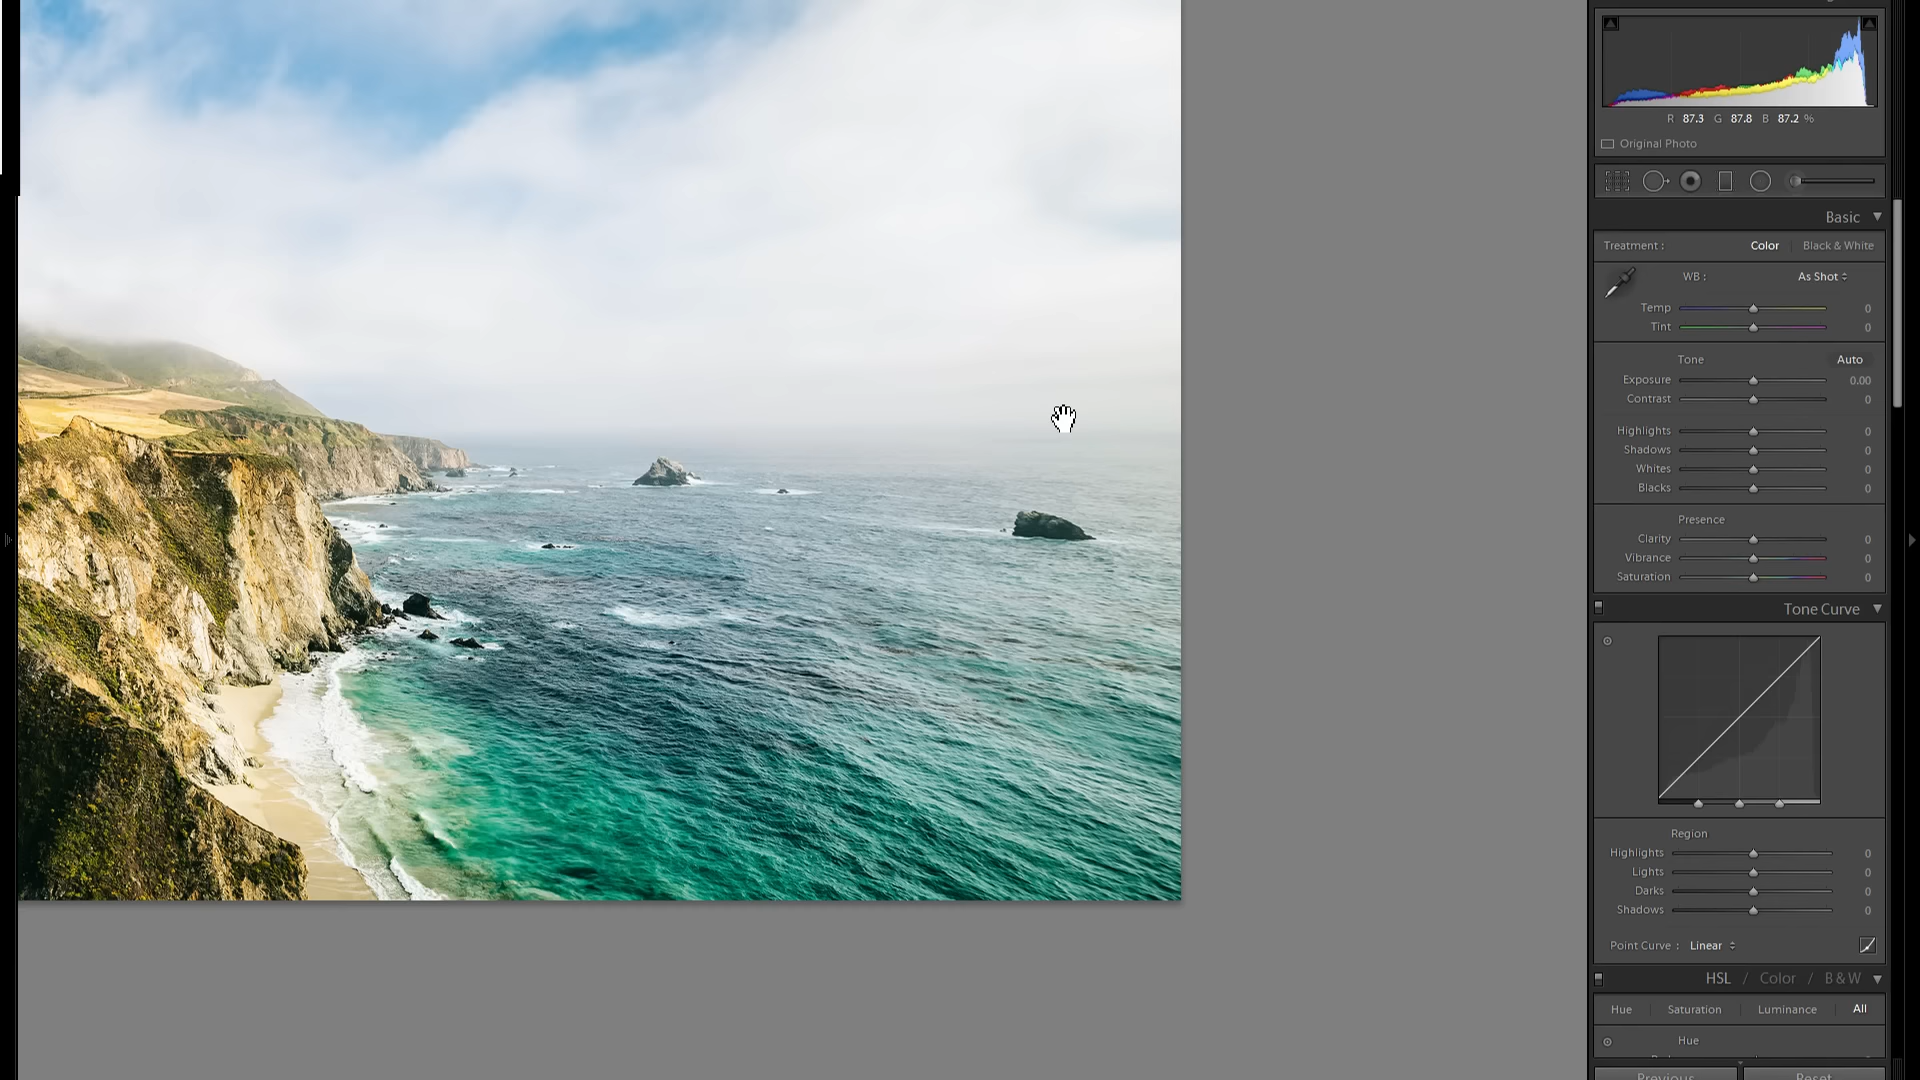 R 87.3 G 87.8 B 87.2 %
Original Photo
Basic
Treatment : Color Black & White
WB : As Shot
Temp 0
Tint 0
Tone Auto
Exposure 0.00
Contrast 0
Highlights 0
Shadows 0
Whites 0
Blacks 0
Presence
Clarity 0
Vibrance 0
Saturation 0
Tone Curve
Region
Highlights 0
Lights 0
Darks 0
Shadows 0
Point Curve : Linear
HSL / Color / B & W
Hue Saturation Luminance All
Hue
Previous Reset